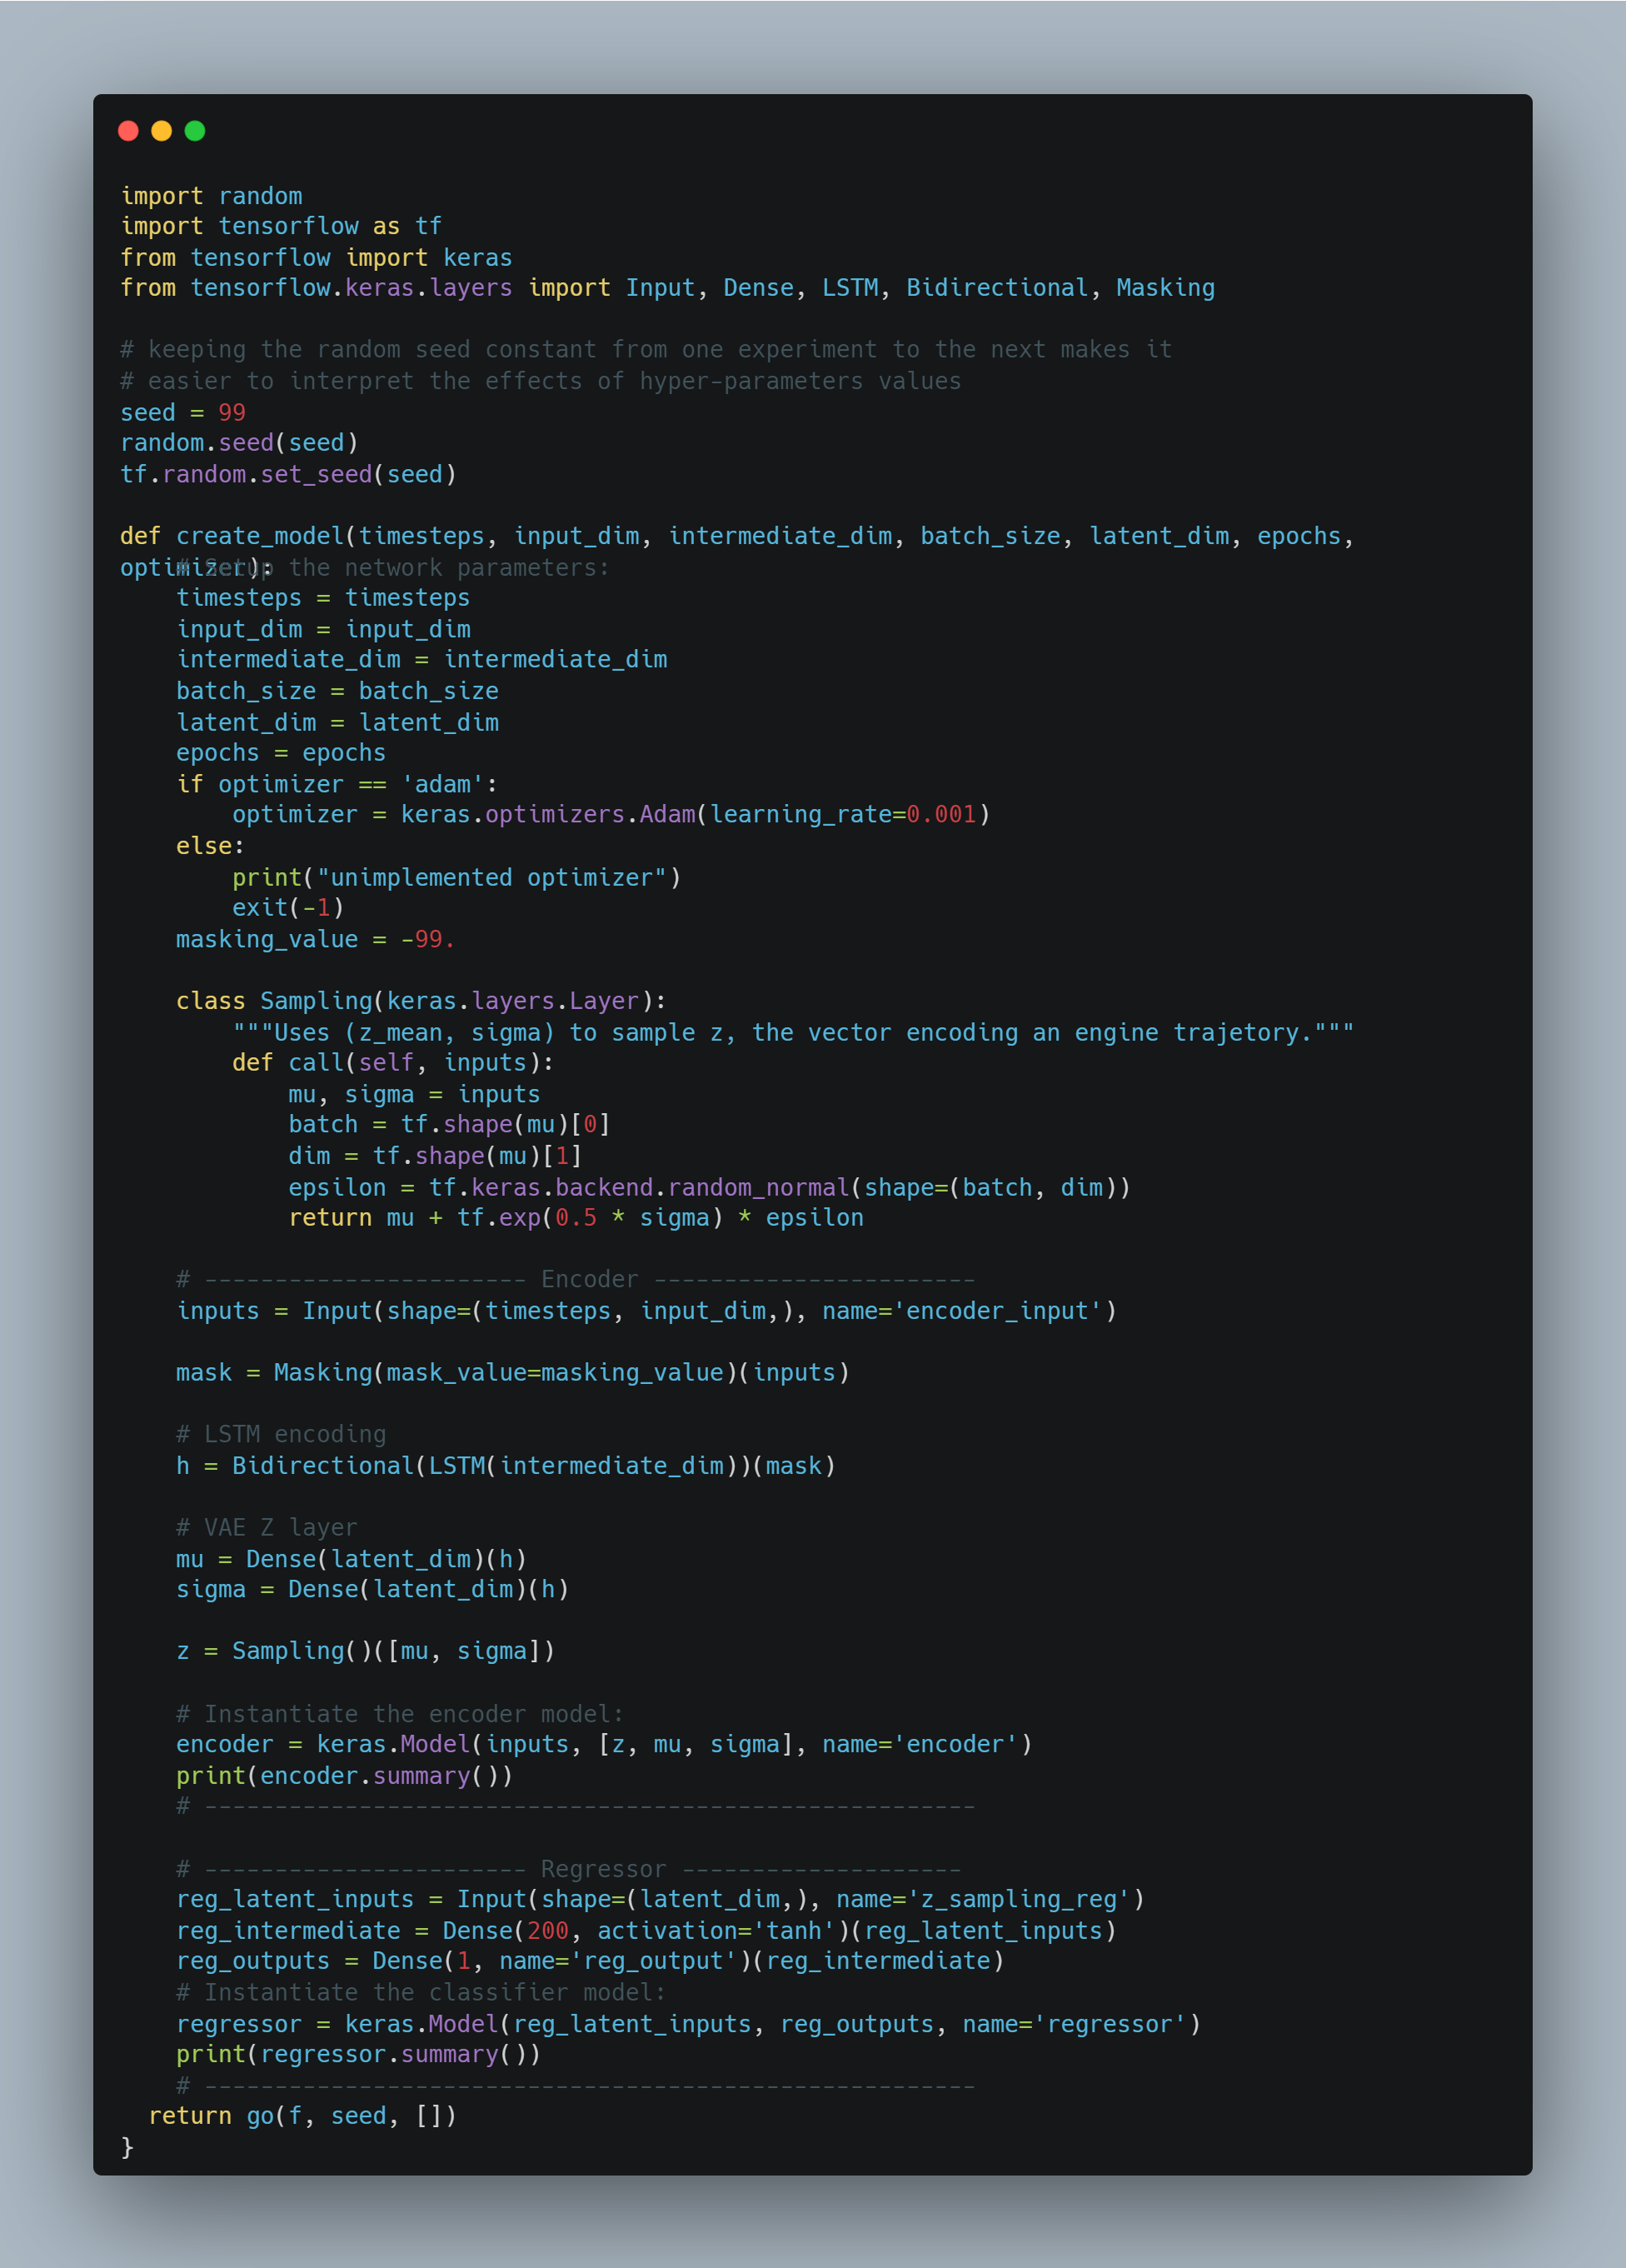 import random
import tensorflow as tf
from tensorflow import keras
from tensorflow.keras.layers import Input, Dense, LSTM, Bidirectional, Masking

# keeping the random seed constant from one experiment to the next makes it
# easier to interpret the effects of hyper-parameters values
seed = 99
random.seed(seed)
tf.random.set_seed(seed)

def create_model(timesteps, input_dim, intermediate_dim, batch_size, latent_dim, epochs,
optimizer):
    # Setup the network parameters:
    timesteps = timesteps
    input_dim = input_dim
    intermediate_dim = intermediate_dim
    batch_size = batch_size
    latent_dim = latent_dim
    epochs = epochs
    if optimizer == 'adam':
        optimizer = keras.optimizers.Adam(learning_rate=0.001)
    else:
        print("unimplemented optimizer")
        exit(-1)
    masking_value = -99.

    class Sampling(keras.layers.Layer):
        """Uses (z_mean, sigma) to sample z, the vector encoding an engine trajetory."""
        def call(self, inputs):
            mu, sigma = inputs
            batch = tf.shape(mu)[0]
            dim = tf.shape(mu)[1]
            epsilon = tf.keras.backend.random_normal(shape=(batch, dim))
            return mu + tf.exp(0.5 * sigma) * epsilon

    # ----------------------- Encoder -----------------------
    inputs = Input(shape=(timesteps, input_dim,), name='encoder_input')

    mask = Masking(mask_value=masking_value)(inputs)

    # LSTM encoding
    h = Bidirectional(LSTM(intermediate_dim))(mask)

    # VAE Z layer
    mu = Dense(latent_dim)(h)
    sigma = Dense(latent_dim)(h)

    z = Sampling()([mu, sigma])

    # Instantiate the encoder model:
    encoder = keras.Model(inputs, [z, mu, sigma], name='encoder')
    print(encoder.summary())
    # -------------------------------------------------------

    # ----------------------- Regressor --------------------
    reg_latent_inputs = Input(shape=(latent_dim,), name='z_sampling_reg')
    reg_intermediate = Dense(200, activation='tanh')(reg_latent_inputs)
    reg_outputs = Dense(1, name='reg_output')(reg_intermediate)
    # Instantiate the classifier model:
    regressor = keras.Model(reg_latent_inputs, reg_outputs, name='regressor')
    print(regressor.summary())
    # -------------------------------------------------------
  return go(f, seed, [])
}